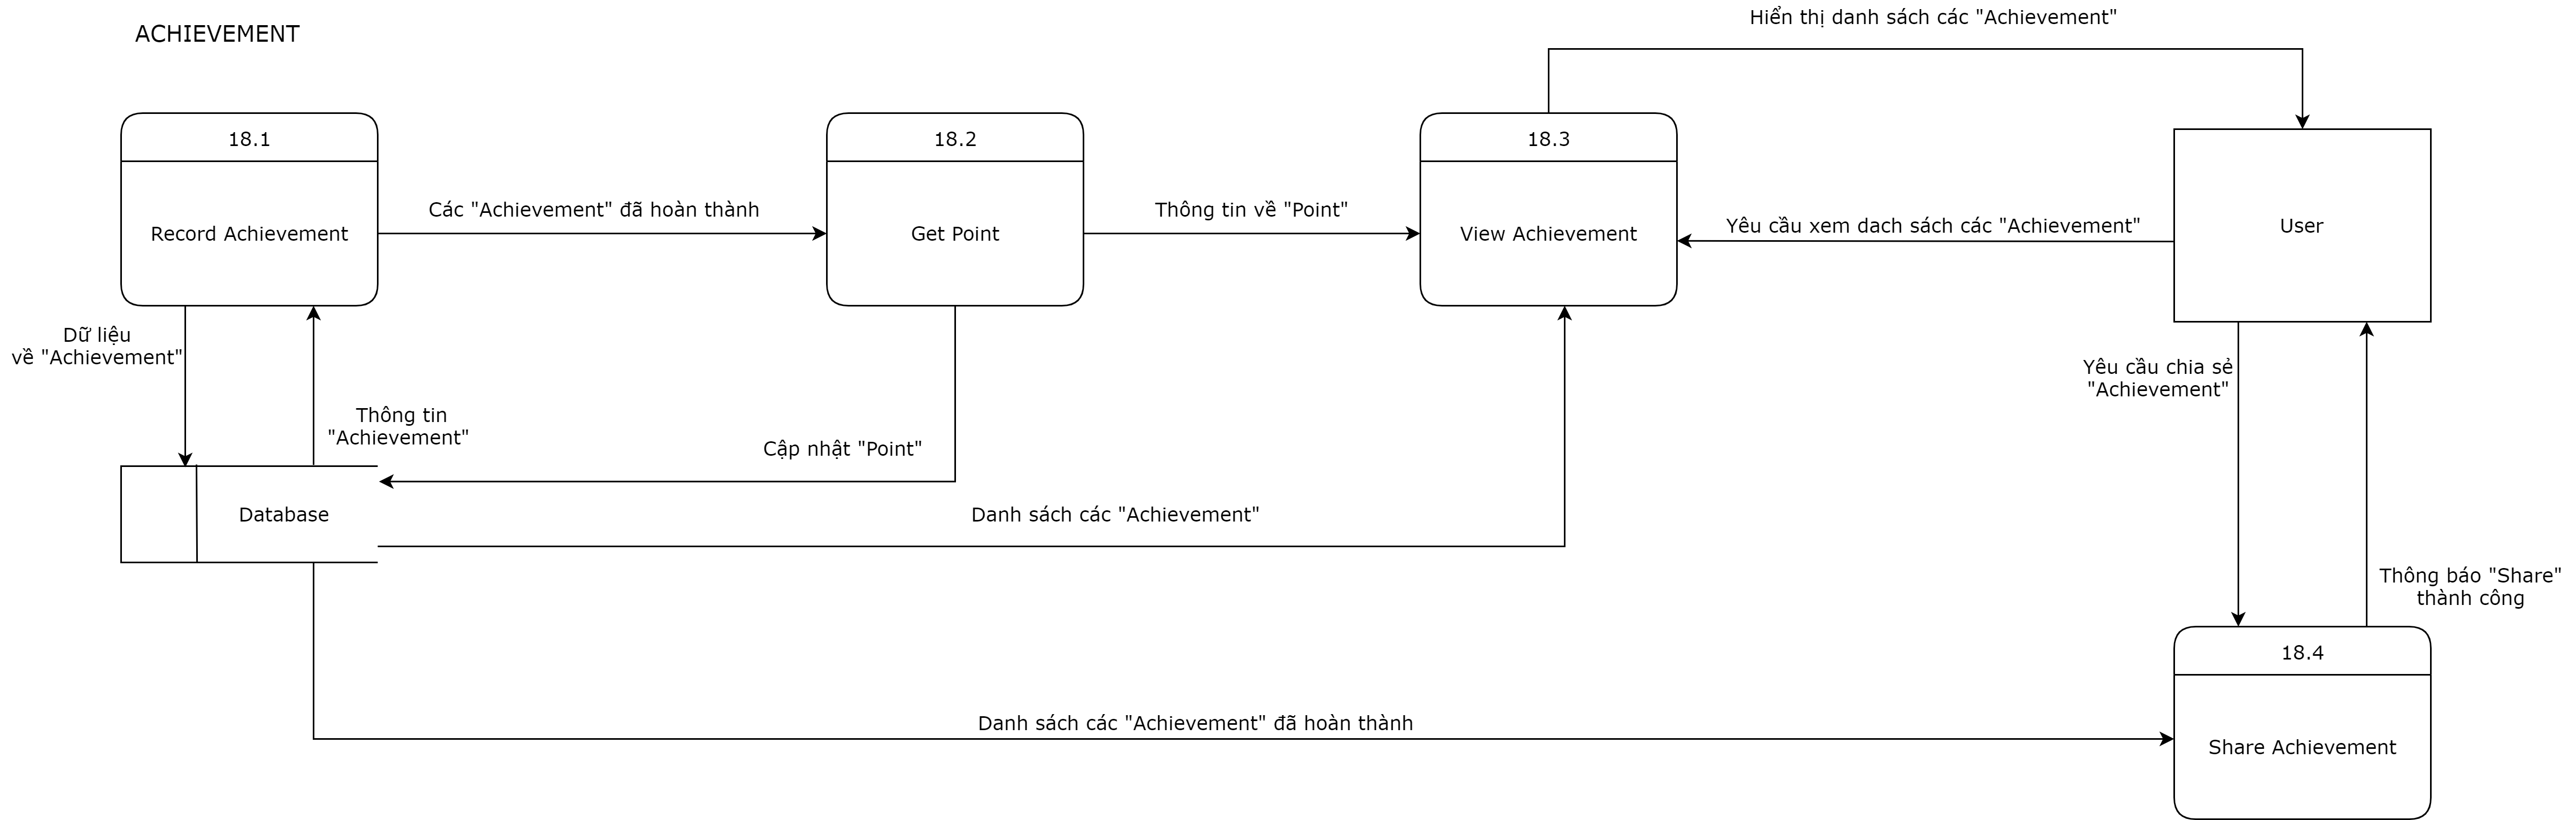 ACHIEVEMENT
Hiển thị danh sách các "Achievement"
18.1
18.2
18.3
Record Achievement
Các "Achievement" đã hoàn thành
Get Point
Thông tin về "Point"
View Achievement
Yêu cầu xem dach sách các "Achievement"
User
Dữ liệu
về "Achievement"
Thông tin
"Achievement"
Cập nhật "Point"
Yêu cầu chia sẻ
"Achievement"
Database
Danh sách các "Achievement"
Thông báo "Share"
thành công
18.4
Danh sách các "Achievement" đã hoàn thành
Share Achievement